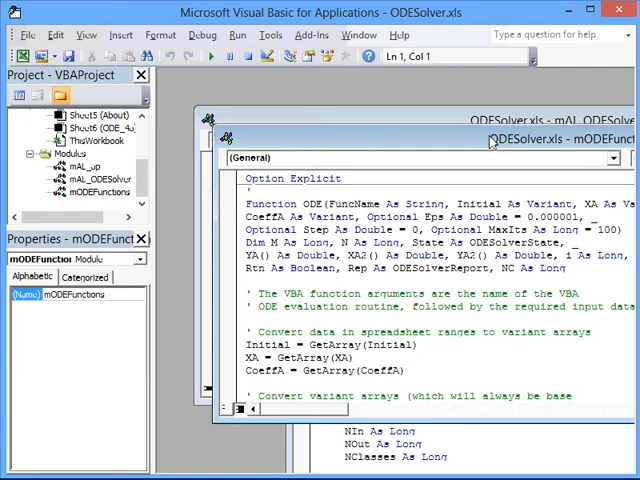 Microsoft Visual Basic for Applications - ODESolver.xls
File Edit View Insert Format Debug Run Tools Add-Ins Window Help Type a question for help
Ln 1, Col 1
Project - VBAProject
Sheet5 (About)
Sheet6 (ODE_4a
ThisWorkbook
Modules
mAL_up
mAL_ODESolver
mODEFunctions
Properties - mODEFunct
mODEFunctior Module
Alphabetic Categorized
(Name) mODEFunctions
ODESolver.xls - mAL_ODESolve
ODESolver.xls - mODEFunct
(General)
Option Explicit
'
Function ODE(FuncName As String, Initial As Variant, XA As Va
CoeffA As Variant, Optional Eps As Double = 0.000001, _
Optional Step As Double = 0, Optional MaxIts As Long = 100)
Dim M As Long, N As Long, State As ODESolverState, _
YA() As Double, XA2() As Double, YA2() As Double, i As Long,
Rtn As Boolean, Rep As ODESolverReport, NC As Long
' The VBA function arguments are the name of the VBA
' ODE evaluation routine, followed by the required input data
' Convert data in spreadsheet ranges to variant arrays
Initial = GetArray(Initial)
XA = GetArray(XA)
CoeffA = GetArray(CoeffA)
' Convert variant arrays (which will always be base
NIn As Long
NOut As Long
NClasses As Long